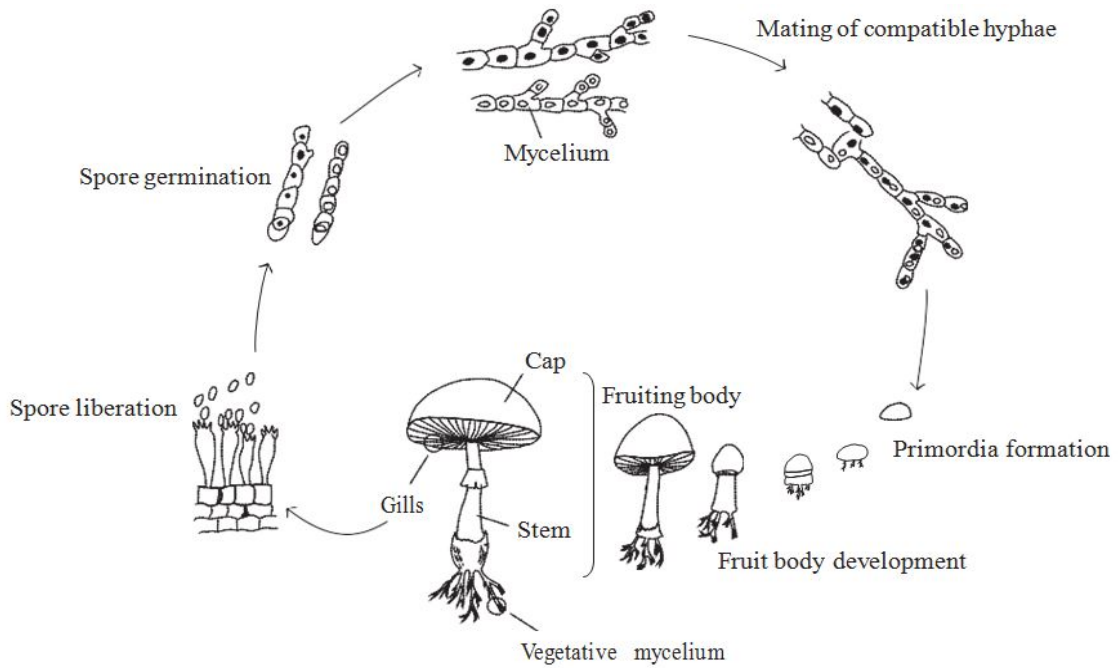 Mating of compatible hyphae
Mycelium
Spore germination
Cap
Fruiting body
Spore liberation
Primordia formation
Gills
Stem
Fruit body development
Vegetative mycelium